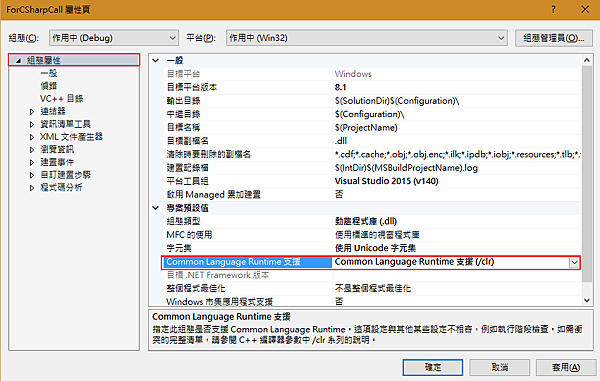 ForCSharpCall 屬性頁
組態(C): 作用中 (Debug) 平台(P): 作用中 (Win32) 組態管理員(O)...
組態屬性
一般
偵錯
VC++ 目錄
連結器
資訊清單工具
XML 文件產生器
瀏覽資訊
建置事件
自訂建置步驟
程式碼分析
一般
目標平台 Windows
目標平台版本 8.1
輸出目錄 $(SolutionDir)$(Configuration)\
中繼目錄 $(Configuration)\
目標名稱 $(ProjectName)
目標副檔名 .dll
清除時要刪除的副檔名 *.cdf;*.cache;*.obj;*.obj.enc;*.ilk;*.ipdb;*.iobj;*.resources;*.tlb;*.
建置記錄檔 $(IntDir)$(MSBuildProjectName).log
平台工具組 Visual Studio 2015 (v140)
啟用 Managed 累加建置 否
專案預設值
組態類型 動態程式庫 (.dll)
MFC 的使用 使用標準的視窗程式庫
字元集 使用 Unicode 字元集
Common Language Runtime 支援 Common Language Runtime 支援 (/clr)
目標 .NET Framework 版本
整個程式最佳化 不是整個程式最佳化
Windows 市集應用程式支援 否
Common Language Runtime 支援
指定此組態是否支援 Common Language Runtime。這項設定與其他某些設定不相容，例如執行階段檢查。如需衝
突的完整清單，請參閱 C++ 編譯器參數中 /clr 系列的說明。
確定 取消 套用(A)